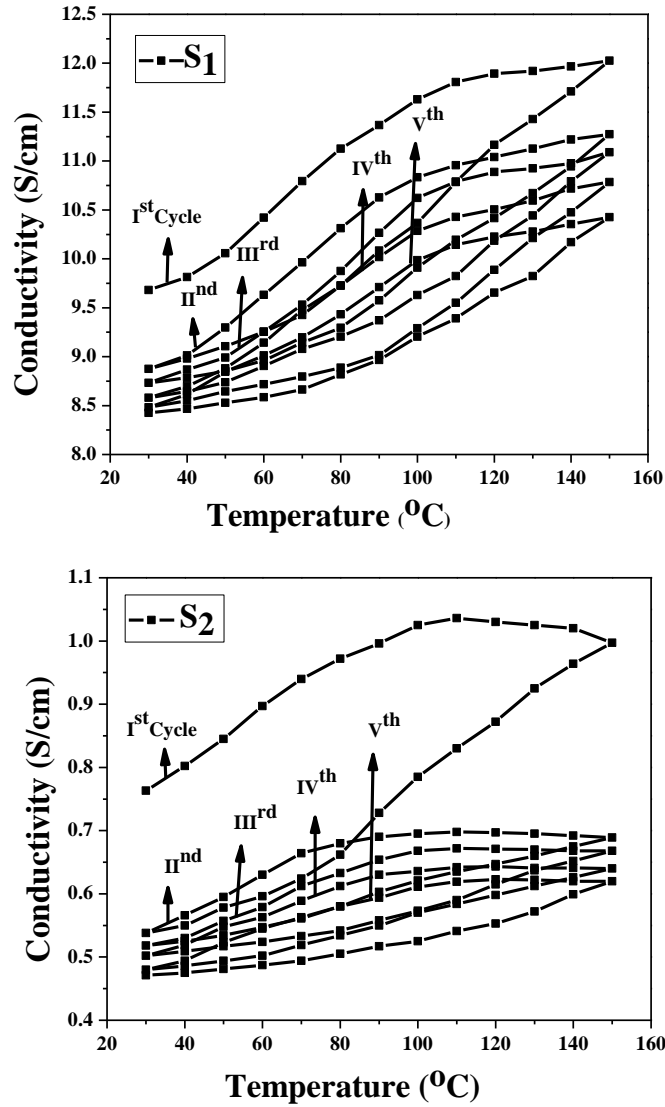 S1
12.0
11.5
11.0
10.5
10.0
9.5
9.0
8.5
8.0
Conductivity (S/cm)
Ist Cycle
IInd
IIIrd
IVth
Vth
20 40 60 80 100 120 140 160
Temperature (oC)
S2
1.1
1.0
0.9
0.8
0.7
0.6
0.5
0.4
Conductivity (S/cm)
Ist Cycle
IInd
IIIrd
IVth
Vth
20 40 60 80 100 120 140 160
Temperature (oC)